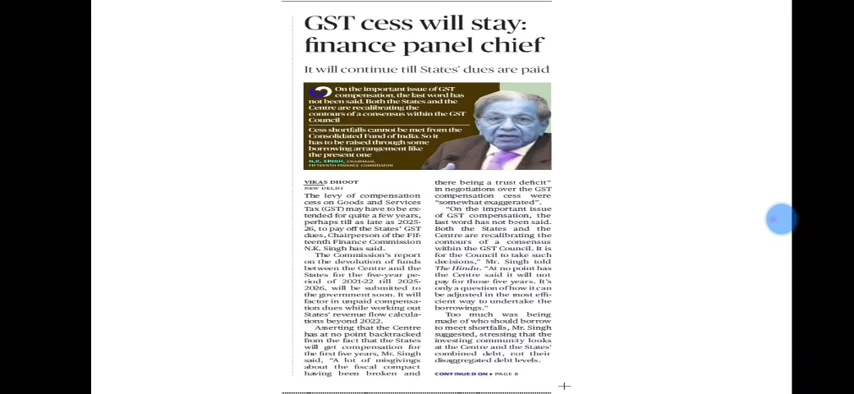 GST cess will stay:
finance panel chief
It will continue till States' dues are paid
On the important issue of GST
compensation, the last word has
not been said. Both the States and the
Centre are recalibrating the
contours of a consensus within the GST
Council
Cess shortfalls cannot be met from the
Consolidated Fund of India. So it
has to be raised through some
borrowing arrangement like
the present one
N.K. SINGH, CHAIRMAN,
FIFTEENTH FINANCE COMMISSION
VIKAS DHOOT
NEW DELHI
The levy of compensation
cess on Goods and Services
Tax (GST) may have to be ex-
tended for quite a few years,
perhaps till as late as 2025-
26, to pay off the States' GST
dues, Chairperson of the Fif-
teenth Finance Commission
N.K. Singh has said.
The Commission's report
on the devolution of funds
between the Centre and the
States for the five-year pe-
riod of 2021-22 till 2025-
2026, will be submitted to
the government soon. It will
factor in unpaid compensa-
tion dues while working out
States' revenue flow calcula-
tions beyond 2022.
Asserting that the Centre
has at no point backtracked
from the fact that the States
will get compensation for
the first five years, Mr. Singh
said, “A lot of misgivings
about the fiscal compact
having been broken and
there being a trust deficit”
in negotiations over the GST
compensation cess were
“somewhat exaggerated”.
“On the important issue
of GST compensation, the
last word has not been said.
Both the States and the
Centre are recalibrating the
contours of a consensus
within the GST Council. It is
for the Council to take such
decisions,” Mr. Singh told
The Hindu. “At no point has
the Centre said it will not
pay for those five years. It's
only a question of how it can
be adjusted in the most effi-
cient way to undertake the
borrowings.”
Too much was being
made of who should borrow
to meet shortfalls, Mr. Singh
suggested, stressing that the
investing community looks
at the Centre and the States'
combined debt, not their
disaggregated debt levels.
CONTINUED ON ▸ PAGE 8